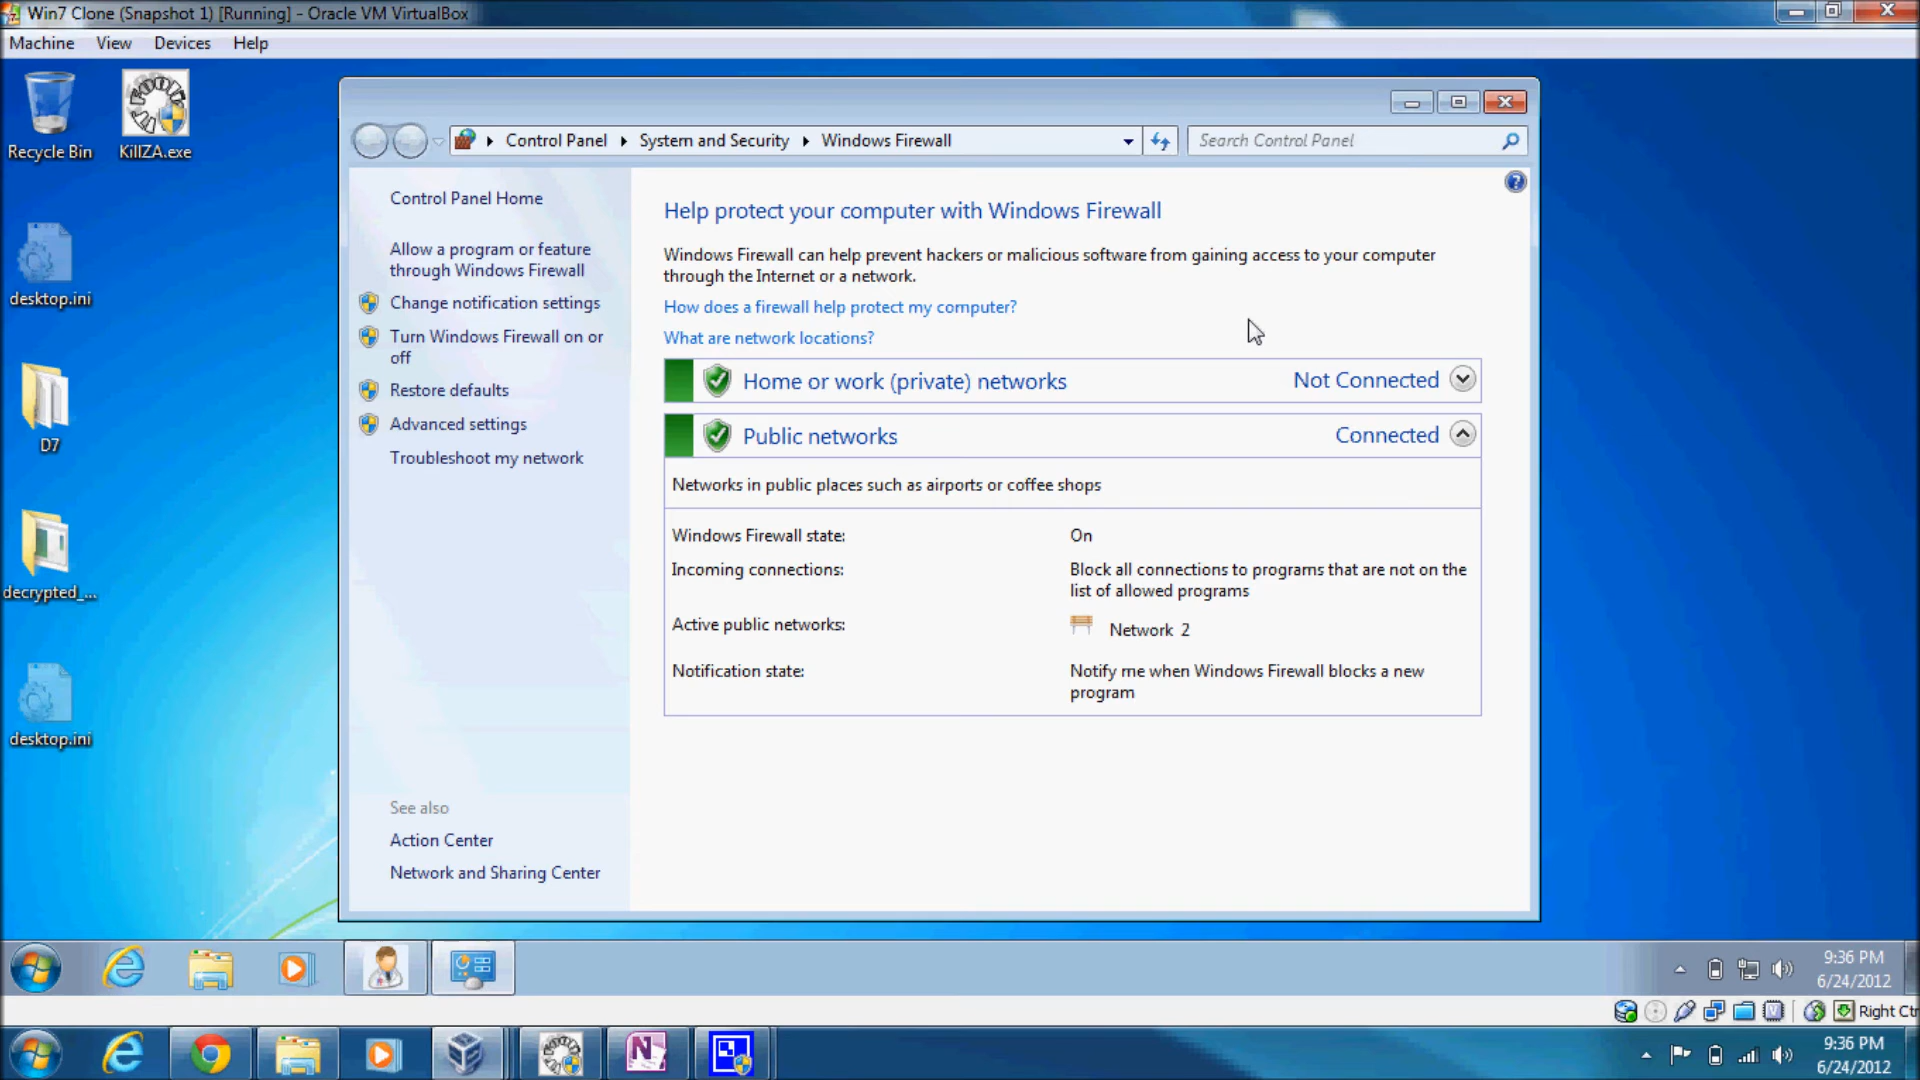 Win7 Clone (Snapshot 1) [Running] - Oracle VM VirtualBox
Machine View Devices Help
Recycle Bin
KillZA.exe
desktop.ini
D7
decrypted_...
desktop.ini
Control Panel
System and Security
Windows Firewall
Search Control Panel
Control Panel Home
Allow a program or feature
through Windows Firewall
Change notification settings
Turn Windows Firewall on or
off
Restore defaults
Advanced settings
Troubleshoot my network
See also
Action Center
Network and Sharing Center
Help protect your computer with Windows Firewall
Windows Firewall can help prevent hackers or malicious software from gaining access to your computer
through the Internet or a network.
How does a firewall help protect my computer?
What are network locations?
Home or work (private) networks
Not Connected
Public networks
Connected
Networks in public places such as airports or coffee shops
Windows Firewall state:
On
Incoming connections:
Block all connections to programs that are not on the
list of allowed programs
Active public networks:
Network 2
Notification state:
Notify me when Windows Firewall blocks a new
program
9:36 PM
6/24/2012
Right Ctr
9:36 PM
6/24/2012